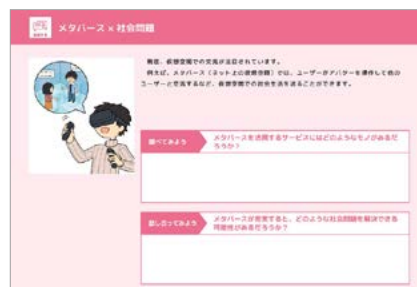 メタバース × 社会問題
現在、仮想空間での交流が注目されています。
例えば、メタバース（ネット上の仮想空間）では、ユーザーがアバターを操作して他の
ユーザーと交流するなど、仮想空間での社会生活を送ることができます。
調べてみよう
メタバースを活用するサービスにはどのようなモノがあるだ
ろうか？
話し合ってみよう
メタバースが発展すると、どのような社会問題を解決できる
可能性があるだろうか？